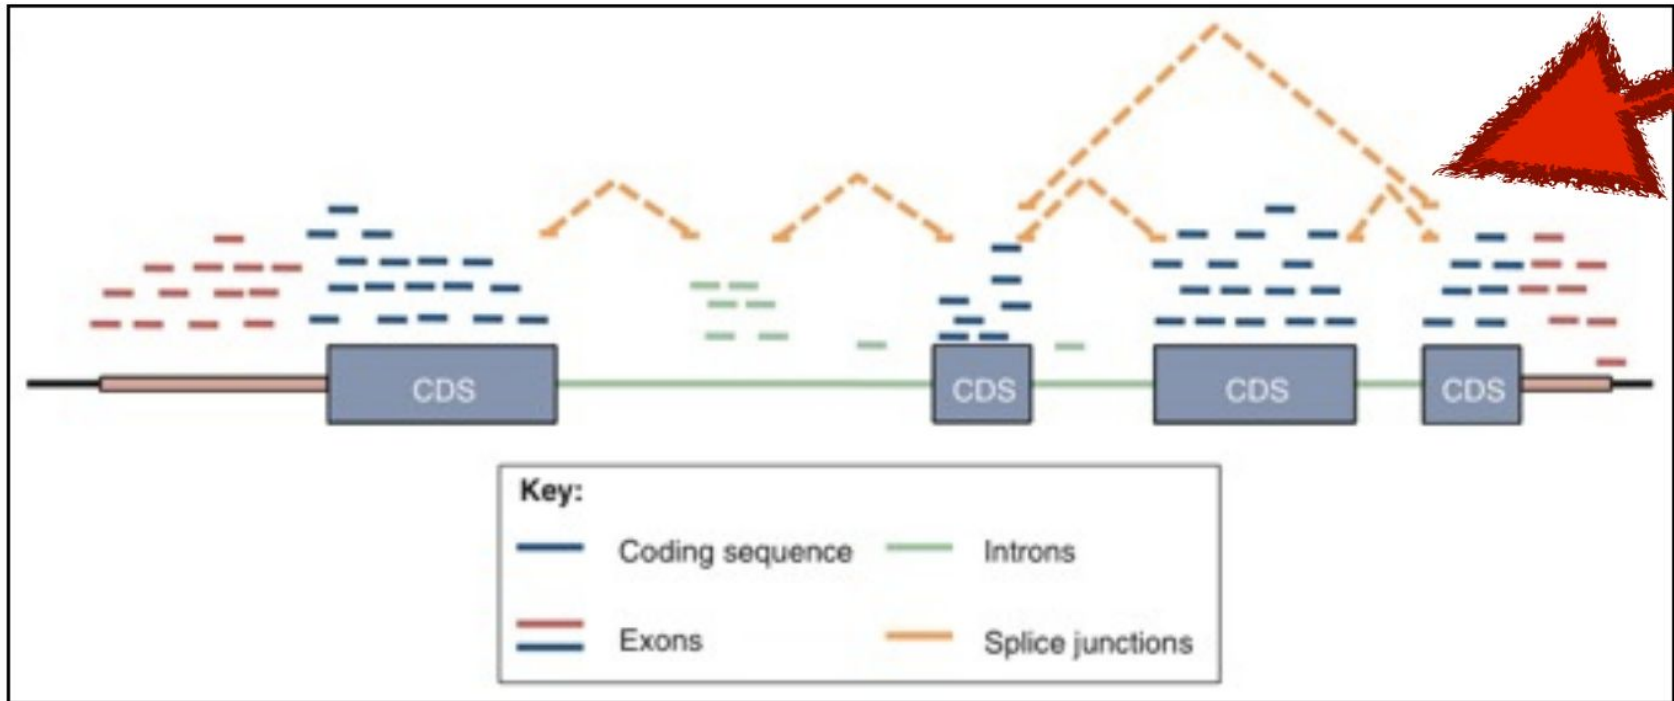 CDS CDS CDS CDS
Key:
Coding sequence Introns
Exons Splice junctions